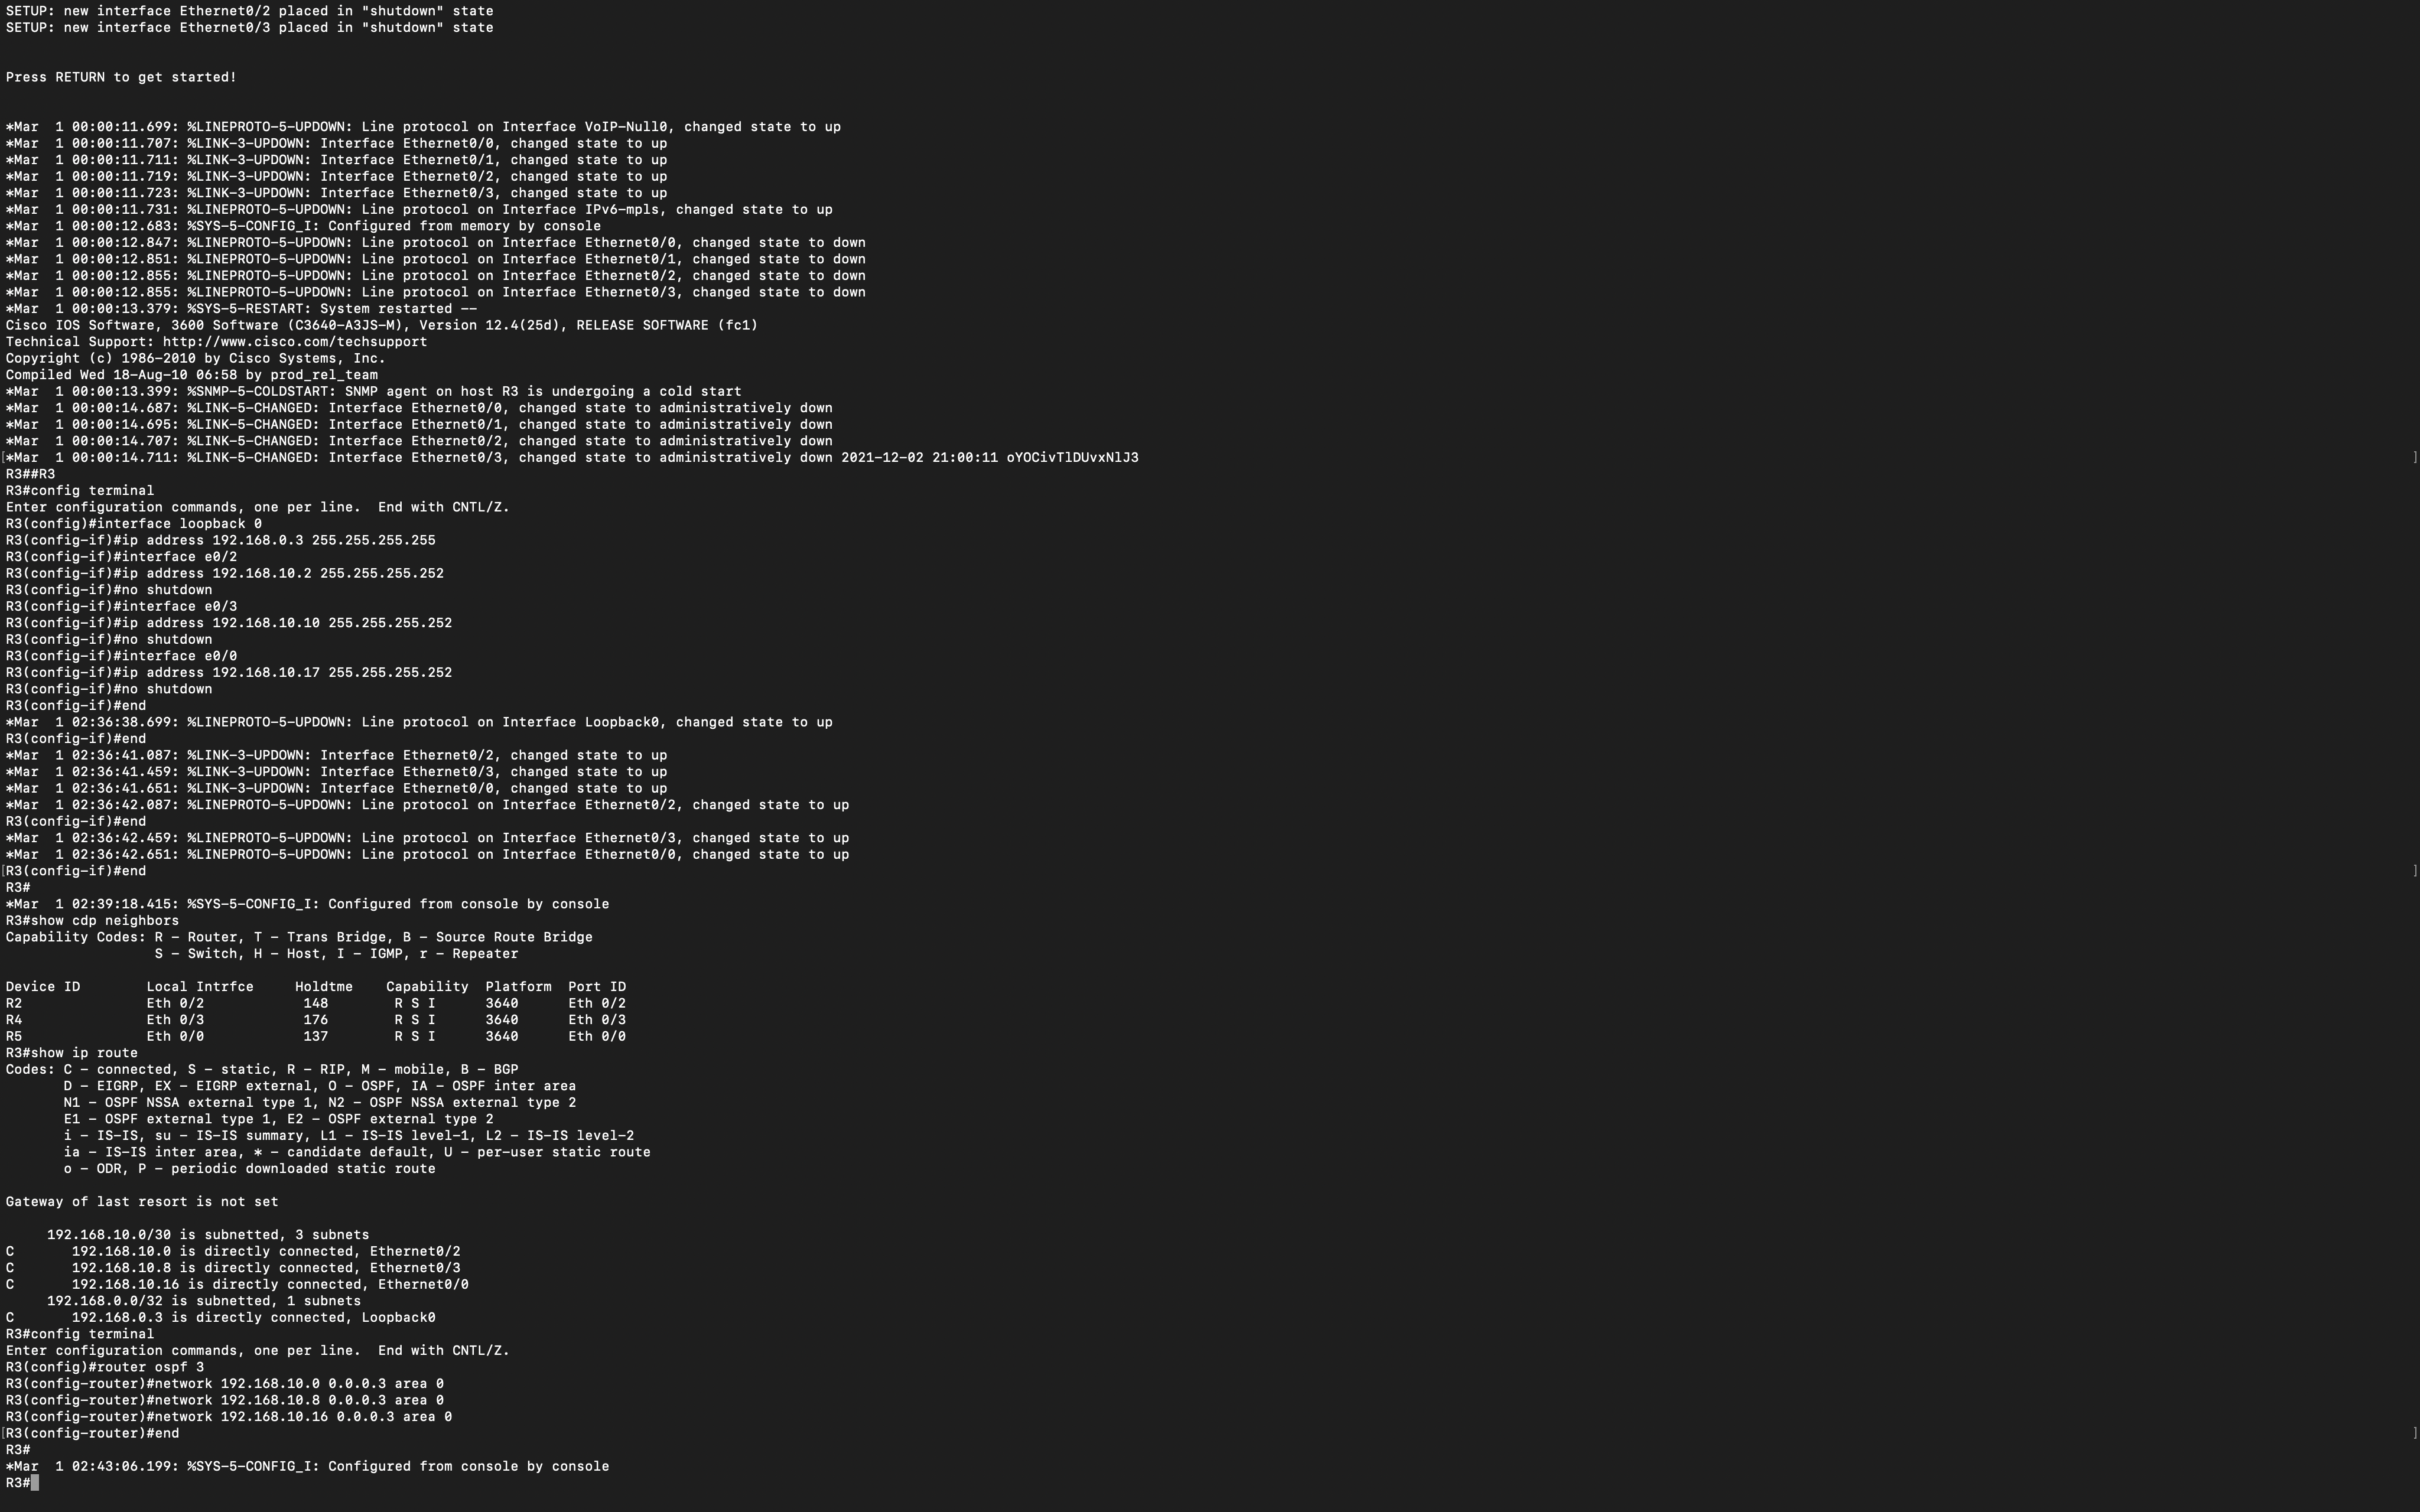 SETUP: new interface Ethernet0/2 placed in "shutdown" state
SETUP: new interface Ethernet0/3 placed in "shutdown" state
Press RETURN to get started!
*Mar  1 00:00:11.699: %LINEPROTO-5-UPDOWN: Line protocol on Interface VoIP-Null0, changed state to up
*Mar  1 00:00:11.707: %LINK-3-UPDOWN: Interface Ethernet0/0, changed state to up
*Mar  1 00:00:11.711: %LINK-3-UPDOWN: Interface Ethernet0/1, changed state to up
*Mar  1 00:00:11.719: %LINK-3-UPDOWN: Interface Ethernet0/2, changed state to up
*Mar  1 00:00:11.723: %LINK-3-UPDOWN: Interface Ethernet0/3, changed state to up
*Mar  1 00:00:11.731: %LINEPROTO-5-UPDOWN: Line protocol on Interface IPv6-mpls, changed state to up
*Mar  1 00:00:12.683: %SYS-5-CONFIG_I: Configured from memory by console
*Mar  1 00:00:12.847: %LINEPROTO-5-UPDOWN: Line protocol on Interface Ethernet0/0, changed state to down
*Mar  1 00:00:12.851: %LINEPROTO-5-UPDOWN: Line protocol on Interface Ethernet0/1, changed state to down
*Mar  1 00:00:12.855: %LINEPROTO-5-UPDOWN: Line protocol on Interface Ethernet0/2, changed state to down
*Mar  1 00:00:12.855: %LINEPROTO-5-UPDOWN: Line protocol on Interface Ethernet0/3, changed state to down
*Mar  1 00:00:13.379: %SYS-5-RESTART: System restarted --
Cisco IOS Software, 3600 Software (C3640-A3JS-M), Version 12.4(25d), RELEASE SOFTWARE (fc1)
Technical Support: http://www.cisco.com/techsupport
Copyright (c) 1986-2010 by Cisco Systems, Inc.
Compiled Wed 18-Aug-10 06:58 by prod_rel_team
*Mar  1 00:00:13.399: %SNMP-5-COLDSTART: SNMP agent on host R3 is undergoing a cold start
*Mar  1 00:00:14.687: %LINK-5-CHANGED: Interface Ethernet0/0, changed state to administratively down
*Mar  1 00:00:14.695: %LINK-5-CHANGED: Interface Ethernet0/1, changed state to administratively down
*Mar  1 00:00:14.707: %LINK-5-CHANGED: Interface Ethernet0/2, changed state to administratively down
[*Mar  1 00:00:14.711: %LINK-5-CHANGED: Interface Ethernet0/3, changed state to administratively down 2021-12-02 21:00:11 oYOCivTlDUvxNlJ3 ]
R3##R3
R3#config terminal
Enter configuration commands, one per line.  End with CNTL/Z.
R3(config)#interface loopback 0
R3(config-if)#ip address 192.168.0.3 255.255.255.255
R3(config-if)#interface e0/2
R3(config-if)#ip address 192.168.10.2 255.255.255.252
R3(config-if)#no shutdown
R3(config-if)#interface e0/3
R3(config-if)#ip address 192.168.10.10 255.255.255.252
R3(config-if)#no shutdown
R3(config-if)#interface e0/0
R3(config-if)#ip address 192.168.10.17 255.255.255.252
R3(config-if)#no shutdown
R3(config-if)#end
*Mar  1 02:36:38.699: %LINEPROTO-5-UPDOWN: Line protocol on Interface Loopback0, changed state to up
R3(config-if)#end
*Mar  1 02:36:41.087: %LINK-3-UPDOWN: Interface Ethernet0/2, changed state to up
*Mar  1 02:36:41.459: %LINK-3-UPDOWN: Interface Ethernet0/3, changed state to up
*Mar  1 02:36:41.651: %LINK-3-UPDOWN: Interface Ethernet0/0, changed state to up
*Mar  1 02:36:42.087: %LINEPROTO-5-UPDOWN: Line protocol on Interface Ethernet0/2, changed state to up
R3(config-if)#end
*Mar  1 02:36:42.459: %LINEPROTO-5-UPDOWN: Line protocol on Interface Ethernet0/3, changed state to up
*Mar  1 02:36:42.651: %LINEPROTO-5-UPDOWN: Line protocol on Interface Ethernet0/0, changed state to up
[R3(config-if)#end ]
R3#
*Mar  1 02:39:18.415: %SYS-5-CONFIG_I: Configured from console by console
R3#show cdp neighbors
Capability Codes: R - Router, T - Trans Bridge, B - Source Route Bridge
                  S - Switch, H - Host, I - IGMP, r - Repeater
Device ID        Local Intrfce     Holdtme    Capability  Platform  Port ID
R2               Eth 0/2            148        R S I      3640      Eth 0/2
R4               Eth 0/3            176        R S I      3640      Eth 0/3
R5               Eth 0/0            137        R S I      3640      Eth 0/0
R3#show ip route
Codes: C - connected, S - static, R - RIP, M - mobile, B - BGP
       D - EIGRP, EX - EIGRP external, O - OSPF, IA - OSPF inter area
       N1 - OSPF NSSA external type 1, N2 - OSPF NSSA external type 2
       E1 - OSPF external type 1, E2 - OSPF external type 2
       i - IS-IS, su - IS-IS summary, L1 - IS-IS level-1, L2 - IS-IS level-2
       ia - IS-IS inter area, * - candidate default, U - per-user static route
       o - ODR, P - periodic downloaded static route
Gateway of last resort is not set
     192.168.10.0/30 is subnetted, 3 subnets
C       192.168.10.0 is directly connected, Ethernet0/2
C       192.168.10.8 is directly connected, Ethernet0/3
C       192.168.10.16 is directly connected, Ethernet0/0
     192.168.0.0/32 is subnetted, 1 subnets
C       192.168.0.3 is directly connected, Loopback0
R3#config terminal
Enter configuration commands, one per line.  End with CNTL/Z.
R3(config)#router ospf 3
R3(config-router)#network 192.168.10.0 0.0.0.3 area 0
R3(config-router)#network 192.168.10.8 0.0.0.3 area 0
R3(config-router)#network 192.168.10.16 0.0.0.3 area 0
[R3(config-router)#end ]
R3#
*Mar  1 02:43:06.199: %SYS-5-CONFIG_I: Configured from console by console
R3#